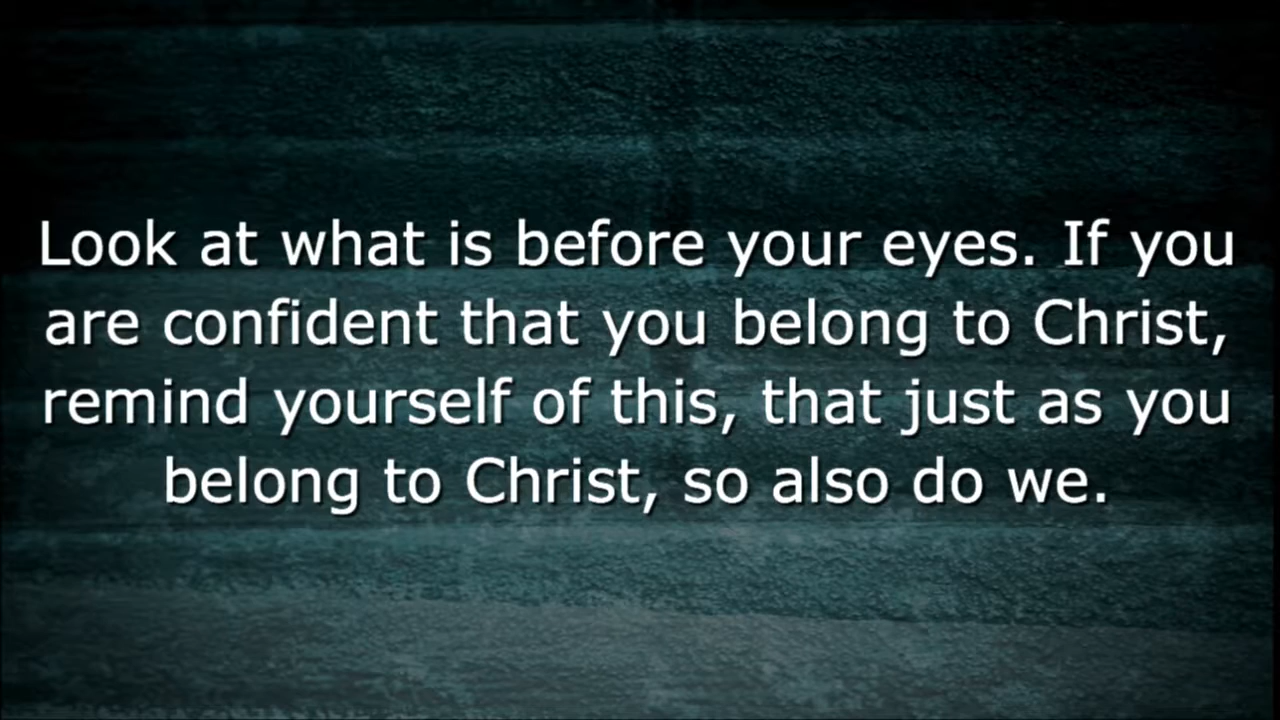 Look at what is before your eyes. If you
are confident that you belong to Christ,
remind yourself of this, that just as you
belong to Christ, so also do we.